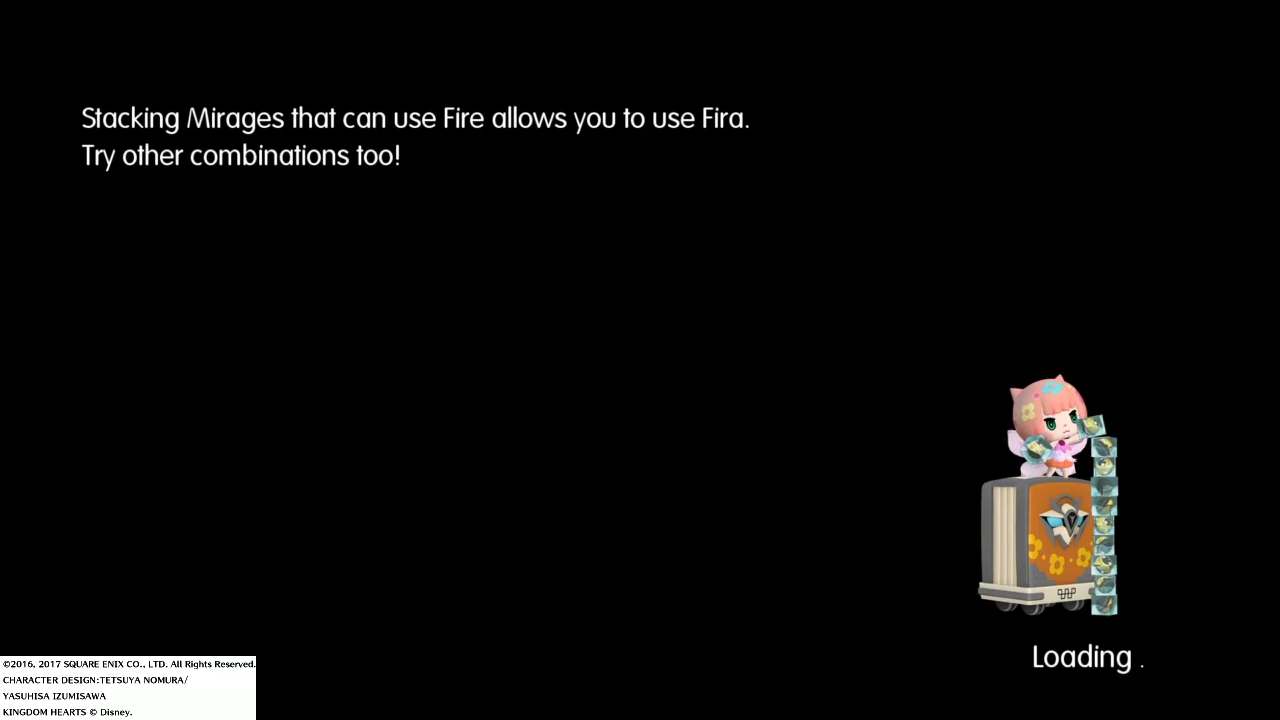 Stacking Mirages that can use Fire allows you to use Fira.
Try other combinations too!
Loading .
©2016, 2017 SQUARE ENIX CO., LTD. All Rights Reserved.
CHARACTER DESIGN:TETSUYA NOMURA/
YASUHISA IZUMISAWA
KINGDOM HEARTS © Disney.